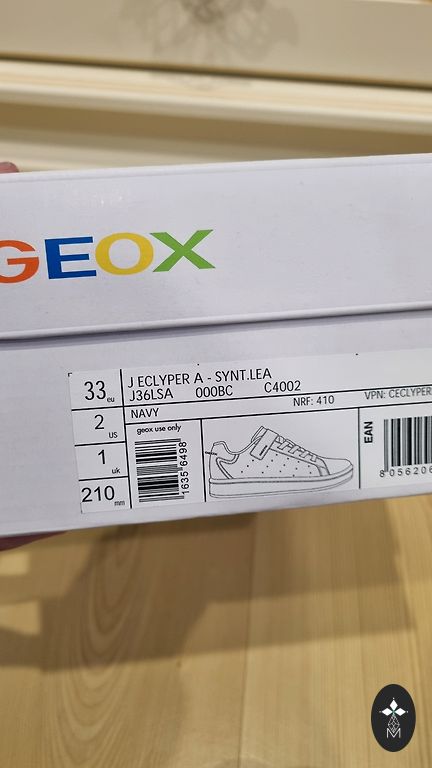 GEOX
33 eu
2 us
1 uk
210 mm
J ECLYPER A - SYNT.LEA
J36LSA 000BC C4002
NAVY NRF: 410 VPN: CECLYPER
geox use only
1635 6498
EAN
8 056206